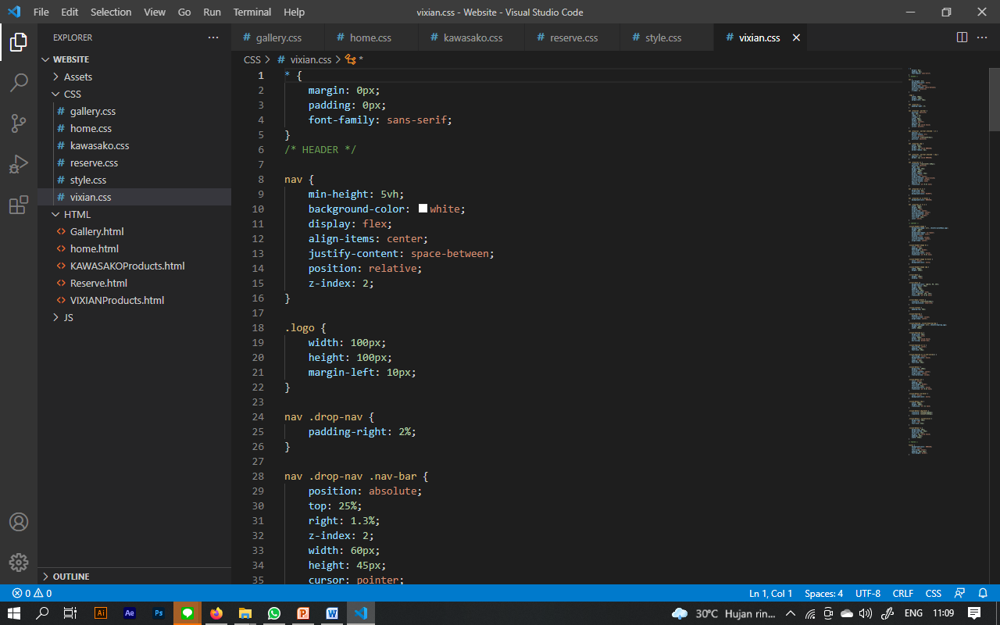 File Edit Selection View Go Run Terminal Help
vixian.css - Website - Visual Studio Code
EXPLORER
WEBSITE
Assets
CSS
gallery.css
home.css
kawasako.css
reserve.css
style.css
vixian.css
HTML
Gallery.html
home.html
KAWASAKOProducts.html
Reserve.html
VIXIANProducts.html
JS
OUTLINE
gallery.css home.css kawasako.css reserve.css style.css vixian.css
CSS > # vixian.css > *
1 * {
2 margin: 0px;
3 padding: 0px;
4 font-family: sans-serif;
5 }
6 /* HEADER */
7
8 nav {
9 min-height: 5vh;
10 background-color: white;
11 display: flex;
12 align-items: center;
13 justify-content: space-between;
14 position: relative;
15 z-index: 2;
16 }
17
18 .logo {
19 width: 100px;
20 height: 100px;
21 margin-left: 10px;
22 }
23
24 nav .drop-nav {
25 padding-right: 2%;
26 }
27
28 nav .drop-nav .nav-bar {
29 position: absolute;
30 top: 25%;
31 right: 1.3%;
32 z-index: 2;
33 width: 60px;
34 height: 45px;
35 cursor: pointer;
0 0
Ln 1, Col 1 Spaces: 4 UTF-8 CRLF CSS
Ai Ae Ps P W
30°C Hujan rin... ENG 11:09